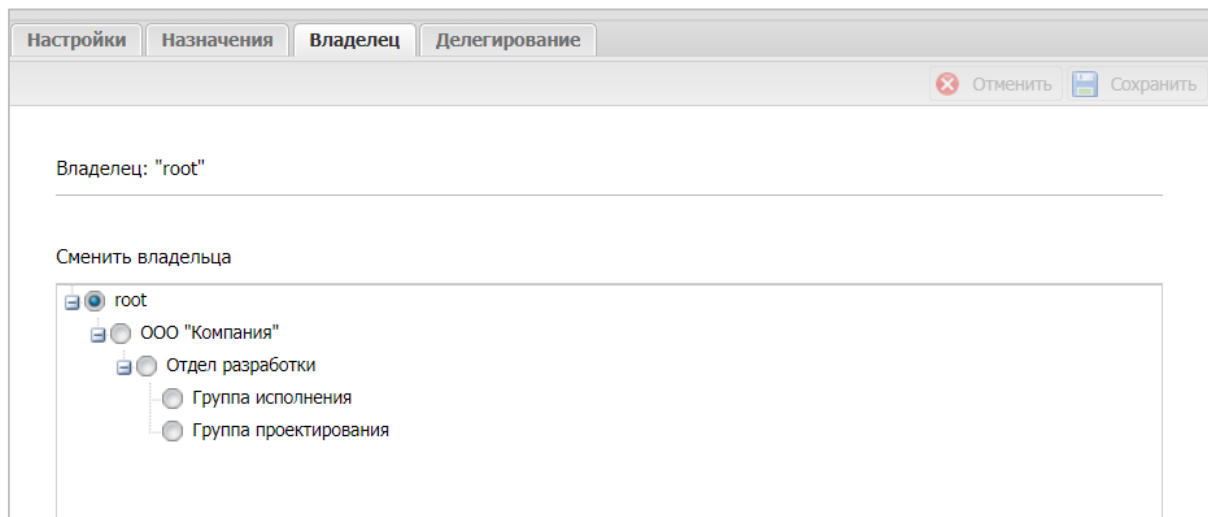 Настройки Назначения Владелец Делегирование
Отменить Сохранить
Владелец: "root"
Сменить владельца
root
ООО "Компания"
Отдел разработки
Группа исполнения
Группа проектирования